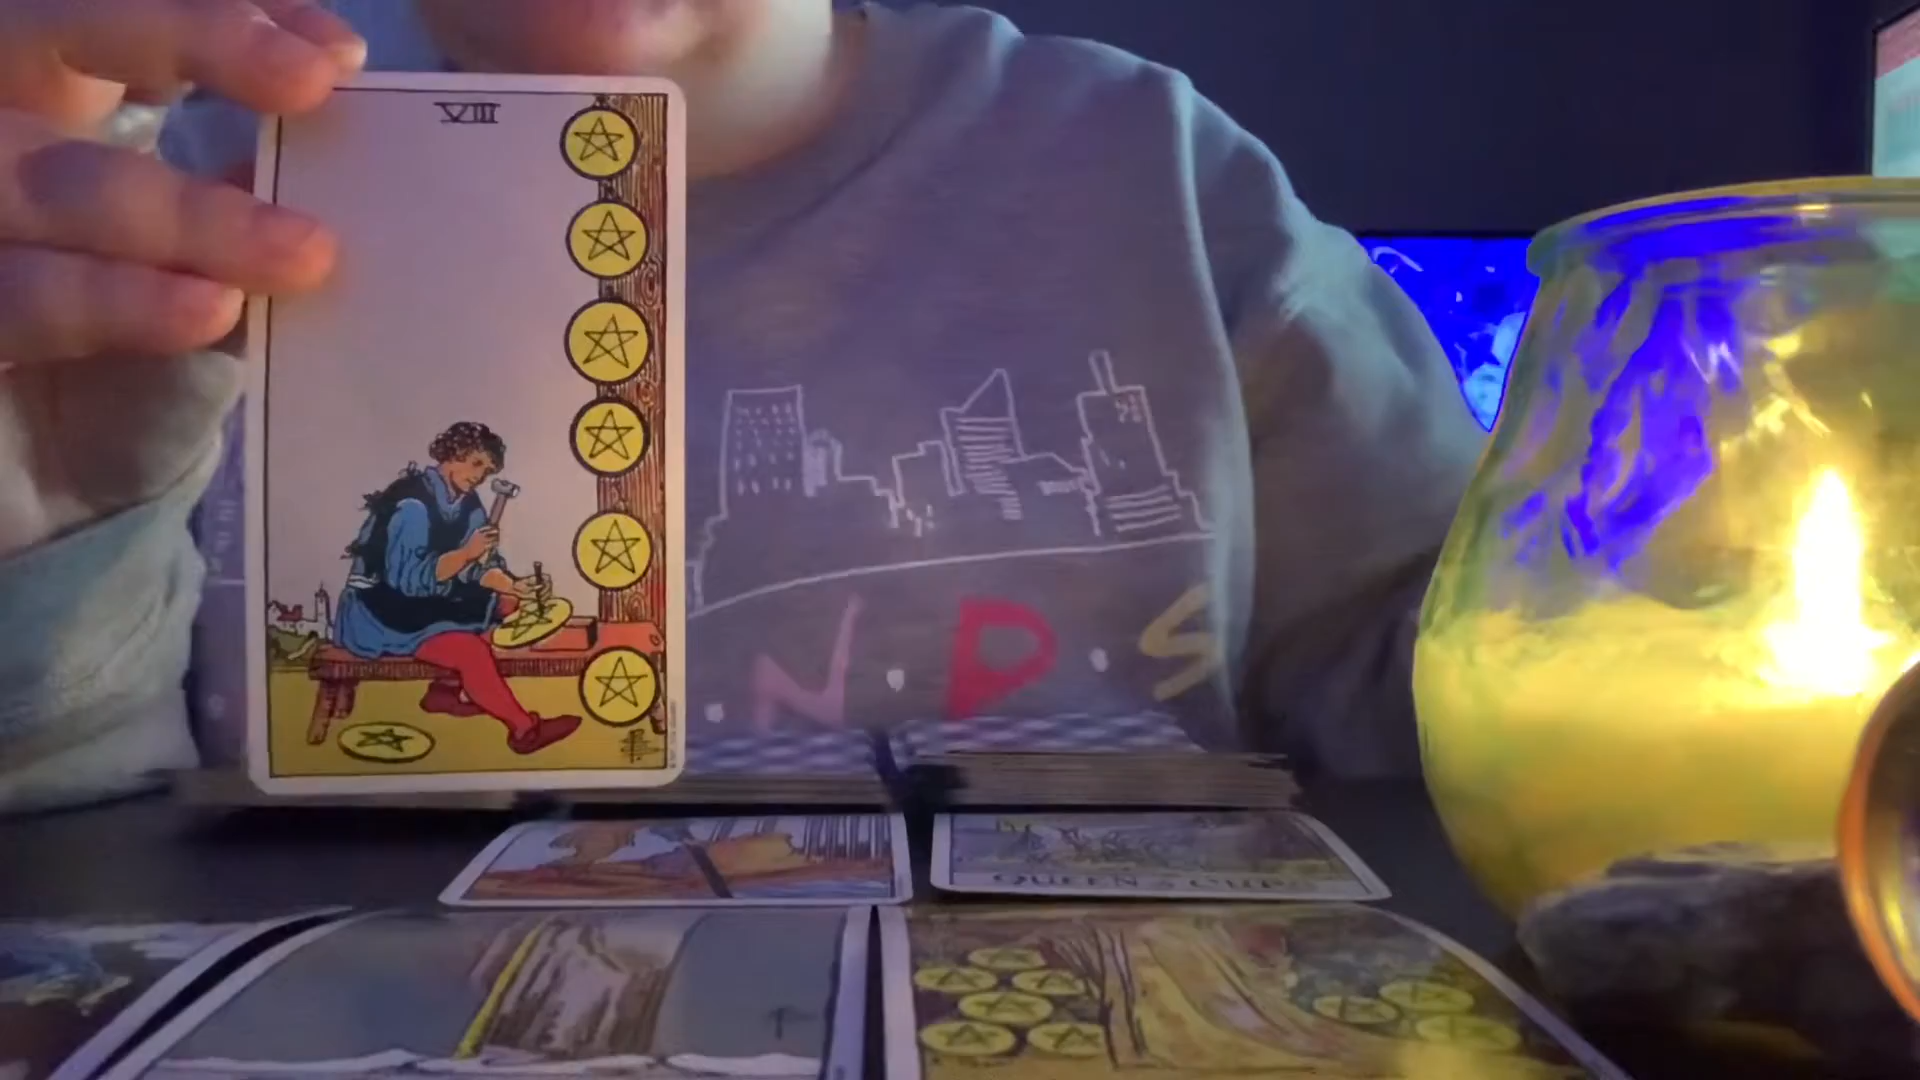 VIII
N . P . S
QUEEN of CUPS